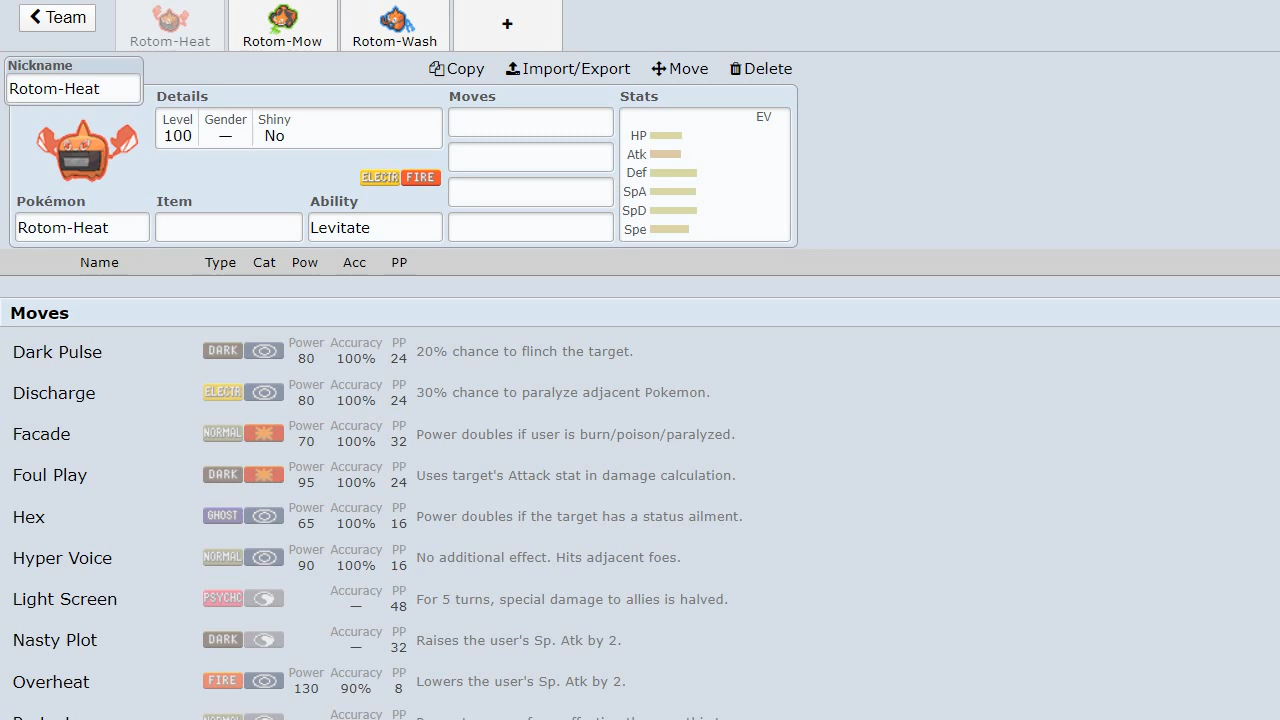 Team
Rotom-Heat
Rotom-Mow
Rotom-Wash
+
Nickname
Rotom-Heat
Copy
Import/Export
Move
Delete
Details
Level
100
Gender
—
Shiny
No
ELECTR
FIRE
Pokémon
Rotom-Heat
Item
Ability
Levitate
Moves
Stats
EV
HP
Atk
Def
SpA
SpD
Spe
Name Type Cat Pow Acc PP
Moves
Dark Pulse DARK Power 80 Accuracy 100% PP 24 20% chance to flinch the target.
Discharge ELECTR Power 80 Accuracy 100% PP 24 30% chance to paralyze adjacent Pokemon.
Facade NORMAL Power 70 Accuracy 100% PP 32 Power doubles if user is burn/poison/paralyzed.
Foul Play DARK Power 95 Accuracy 100% PP 24 Uses target's Attack stat in damage calculation.
Hex GHOST Power 65 Accuracy 100% PP 16 Power doubles if the target has a status ailment.
Hyper Voice NORMAL Power 90 Accuracy 100% PP 16 No additional effect. Hits adjacent foes.
Light Screen PSYCHC Accuracy — PP 48 For 5 turns, special damage to allies is halved.
Nasty Plot DARK Accuracy — PP 32 Raises the user's Sp. Atk by 2.
Overheat FIRE Power 130 Accuracy 90% PP 8 Lowers the user's Sp. Atk by 2.
Accuracy PP